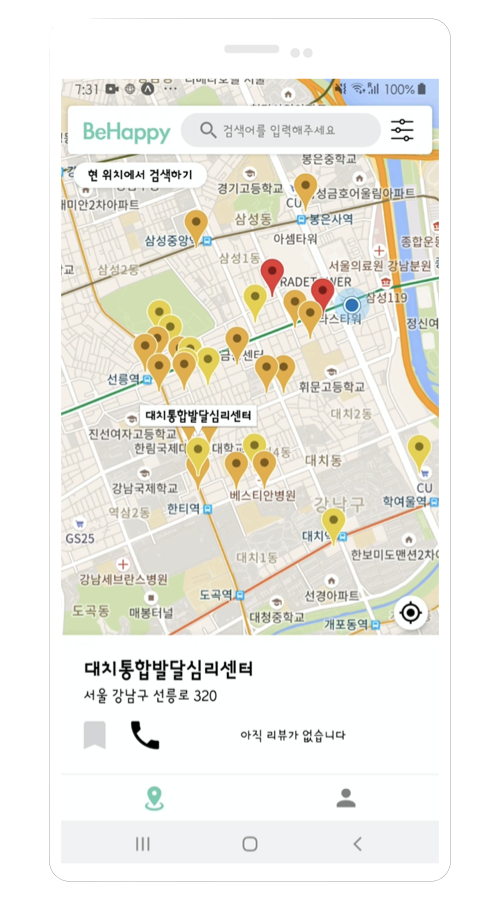 7:31
100%
BeHappy
검색어를 입력해주세요
현 위치에서 검색하기
봉은중학교
경기고등학교
CU
삼성금호어울림아파트
대미안2차아파트
삼성동
봉은사역
삼성중앙
아셈타워
종합운동
삼성1동
서울의료원 강남분원
삼성2동
삼성119
정신여
선릉역
휘문고등학교
대치통합발달심리센터
대치2동
진선여자고등학교
한림국제대
대치동
강남국제학교
베스티안병원
CU
강남구
학여울역
역삼2동
한티역
GS25
한보미도맨션2차
대치1동
강남세브란스병원
도곡역
선경아파트
도곡동
매봉터널
대청중학교
개포동역
대치통합발달심리센터
서울 강남구 선릉로 320
아직 리뷰가 없습니다